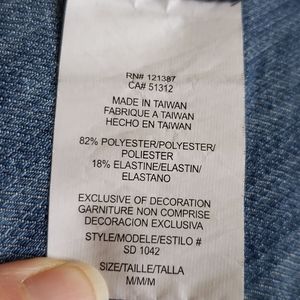 RN# 121387
CA# 51312
MADE IN TAIWAN
FABRIQUE A TAIWAN
HECHO EN TAIWAN
82% POLYESTER/POLYESTER/
POLIESTER
18% ELASTINE/ELASTIN/
ELASTANO
EXCLUSIVE OF DECORATION
GARNITURE NON COMPRISE
DECORACION EXCLUSIVA
STYLE/MODELE/ESTILO #
SD 1042
SIZE/TAILLE/TALLA
M/M/M